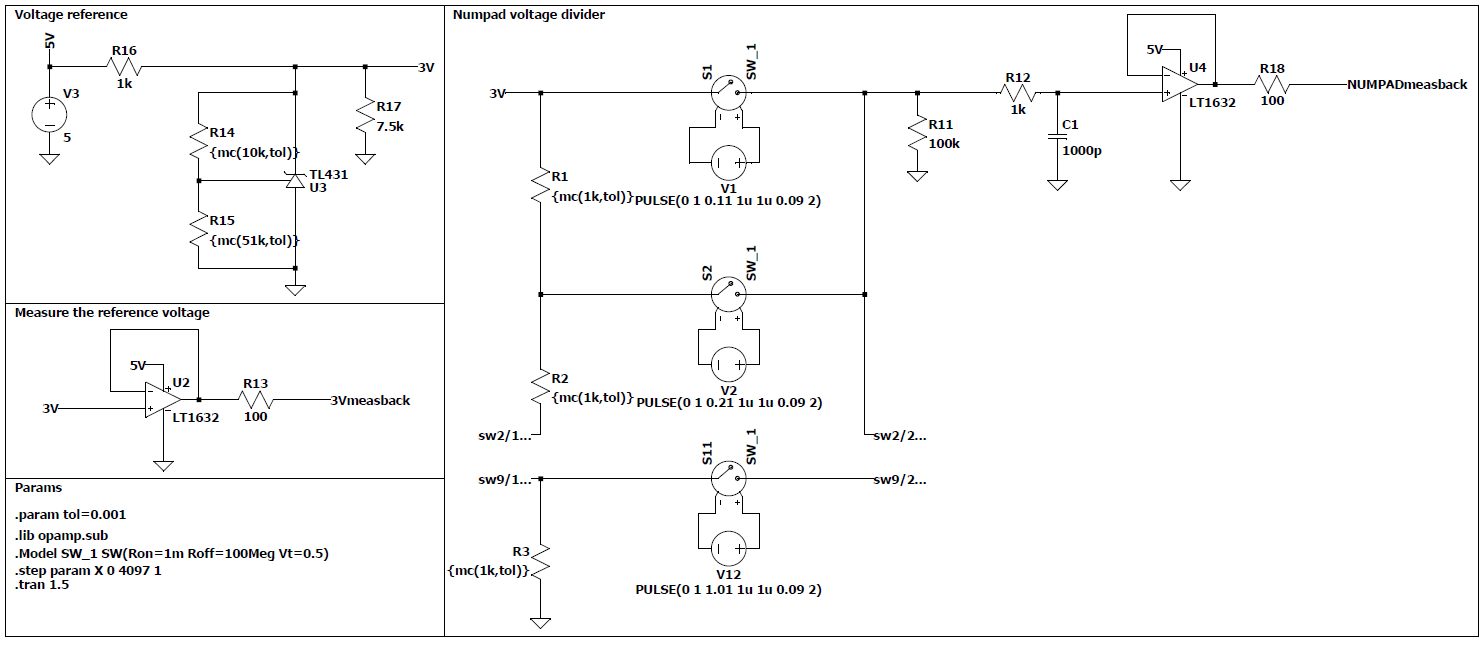 Voltage reference
5V
R16
1k
3V
V3
5
R14
{mc(10k,tol)}
R17
7.5k
TL431
U3
R15
{mc(51k,tol)}
Measure the reference voltage
5V
U2
3V
LT1632
R13
100
3Vmeasback
Params
.param tol=0.001
.lib opamp.sub
.Model SW_1 SW(Ron=1m Roff=100Meg Vt=0.5)
.step param X 0 4097 1
.tran 1.5
Numpad voltage divider
3V
S1
SW_1
V1
PULSE(0 1 0.11 1u 1u 0.09 2)
R1
{mc(1k,tol)}
S2
SW_1
V2
PULSE(0 1 0.21 1u 1u 0.09 2)
R2
{mc(1k,tol)}
sw2/1...
sw2/2...
S11
SW_1
sw9/1...
sw9/2...
V12
PULSE(0 1 1.01 1u 1u 0.09 2)
R3
{mc(1k,tol)}
R11
100k
R12
1k
C1
1000p
5V
U4
LT1632
R18
100
NUMPADmeasback